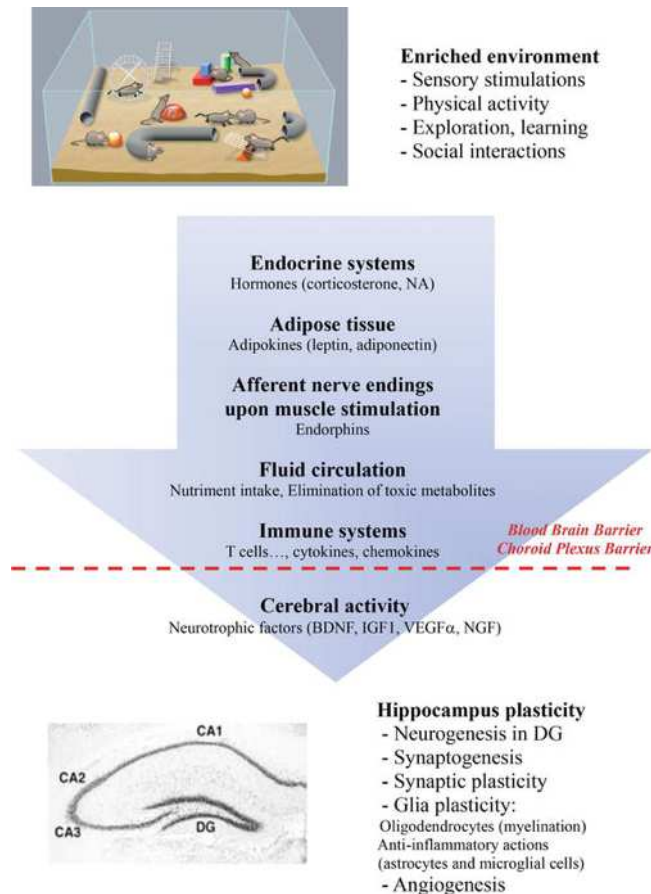 Enriched environment
- Sensory stimulations
- Physical activity
- Exploration, learning
- Social interactions
Endocrine systems
Hormones (corticosterone, NA)
Adipose tissue
Adipokines (leptin, adiponectin)
Afferent nerve endings
upon muscle stimulation
Endorphins
Fluid circulation
Nutriment intake, Elimination of toxic metabolites
Immune systems
T cells…, cytokines, chemokines
Blood Brain Barrier
Choroid Plexus Barrier
Cerebral activity
Neurotrophic factors (BDNF, IGF1, VEGFα, NGF)
CA1
CA2
CA3
DG
Hippocampus plasticity
- Neurogenesis in DG
- Synaptogenesis
- Synaptic plasticity
- Glia plasticity:
Oligodendrocytes (myelination)
Anti-inflammatory actions
(astrocytes and microglial cells)
- Angiogenesis